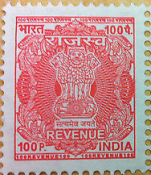 भारत 100 पै.
राजस्व
सत्यमेव जयते
REVENUE
100 P. INDIA